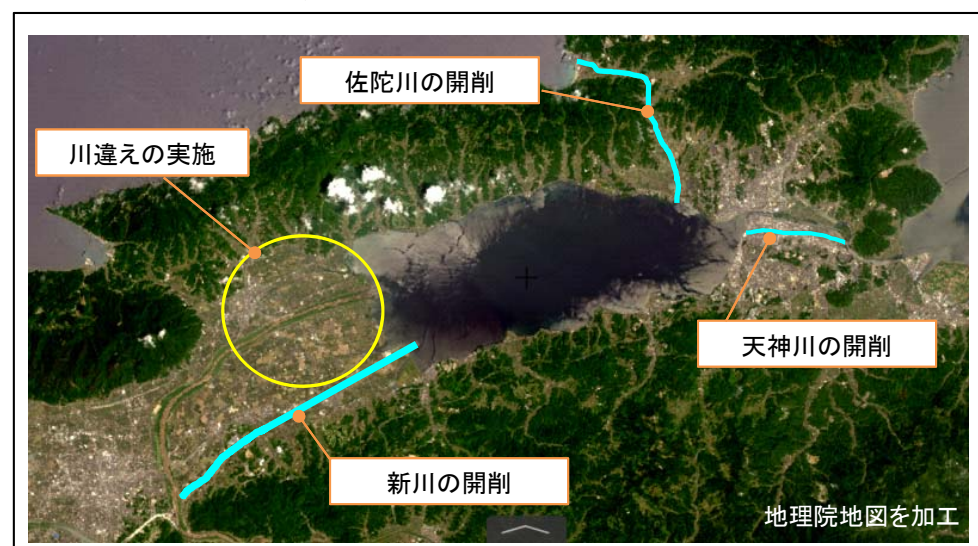 佐陀川の開削
川違えの実施
天神川の開削
新川の開削
地理院地図を加工